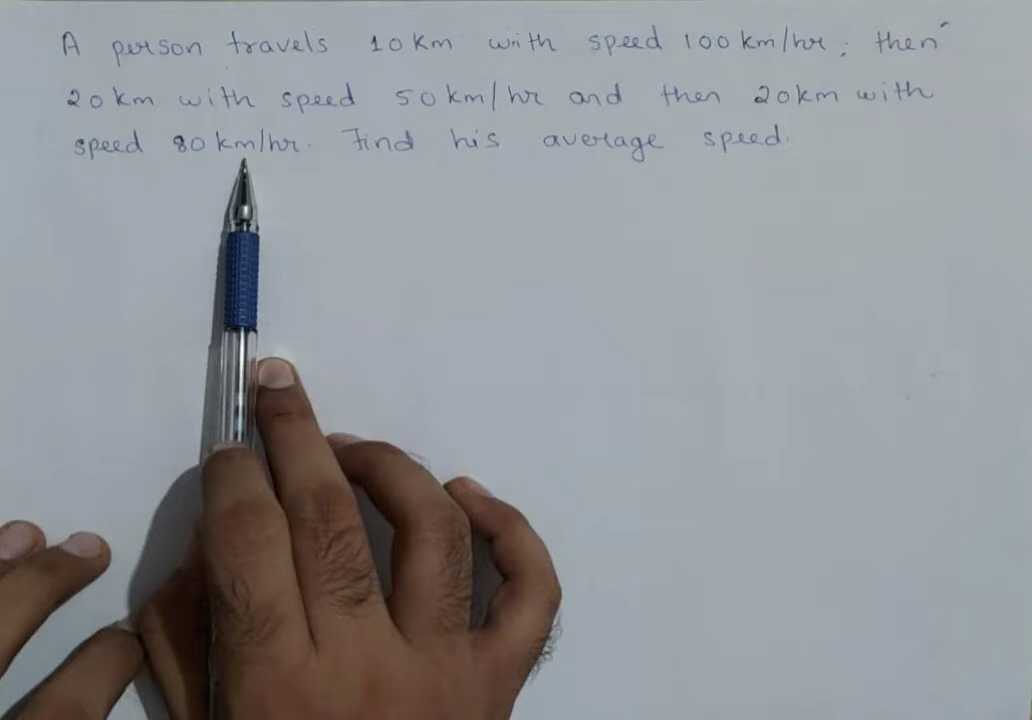 A person travels 10 km with speed 100 km/hr, then
20 km with speed 50 km/hr and then 20 km with
speed 80 km/hr. Find his average speed.